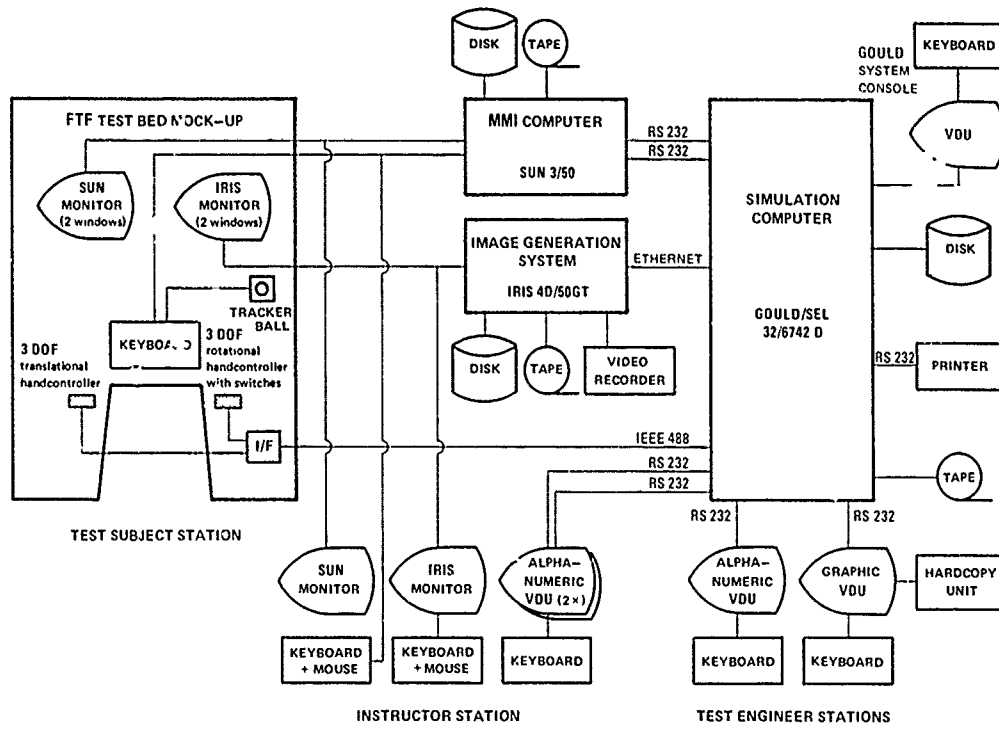 DISK
TAPE
GOULD
SYSTEM
CONSOLE
KEYBOARD
VDU
FTF TEST BED MOCK-UP
SUN
MONITOR
(2 windows)
IRIS
MONITOR
(2 windows)
TRACKER
BALL
KEYBOARD
3 DOF
translational
handcontroller
3 DOF
rotational
handcontroller
with switches
I/F
TEST SUBJECT STATION
MMI COMPUTER
SUN 3/50
RS 232
RS 232
IMAGE GENERATION
SYSTEM
IRIS 4D/50GT
ETHERNET
DISK
TAPE
VIDEO
RECORDER
SIMULATION
COMPUTER
GOULD/SEL
32/6742 D
DISK
RS 232
PRINTER
TAPE
IEEE 488
RS 232
RS 232
RS 232
RS 232
SUN
MONITOR
IRIS
MONITOR
ALPHA-
NUMERIC
VDU (2×)
ALPHA-
NUMERIC
VDU
GRAPHIC
VDU
HARDCOPY
UNIT
KEYBOARD
+ MOUSE
KEYBOARD
+ MOUSE
KEYBOARD
KEYBOARD
KEYBOARD
INSTRUCTOR STATION
TEST ENGINEER STATIONS